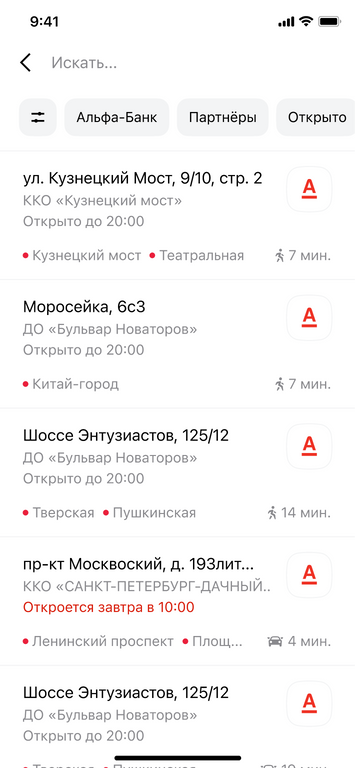 9:41
Искать...
Альфа-Банк Партнёры Открыто
ул. Кузнецкий Мост, 9/10, стр. 2
ККО «Кузнецкий мост»
Открыто до 20:00
Кузнецкий мост Театральная 7 мин.
Моросейка, 6с3
ДО «Бульвар Новаторов»
Открыто до 20:00
Китай-город 7 мин.
Шоссе Энтузиастов, 125/12
ДО «Бульвар Новаторов»
Открыто до 20:00
Тверская Пушкинская 14 мин.
пр-кт Москвоский, д. 193лит...
ККО «САНКТ-ПЕТЕРБУРГ-ДАЧНЫЙ..
Откроется завтра в 10:00
Ленинский проспект Площ... 4 мин.
Шоссе Энтузиастов, 125/12
ДО «Бульвар Новаторов»
Открыто до 20:00